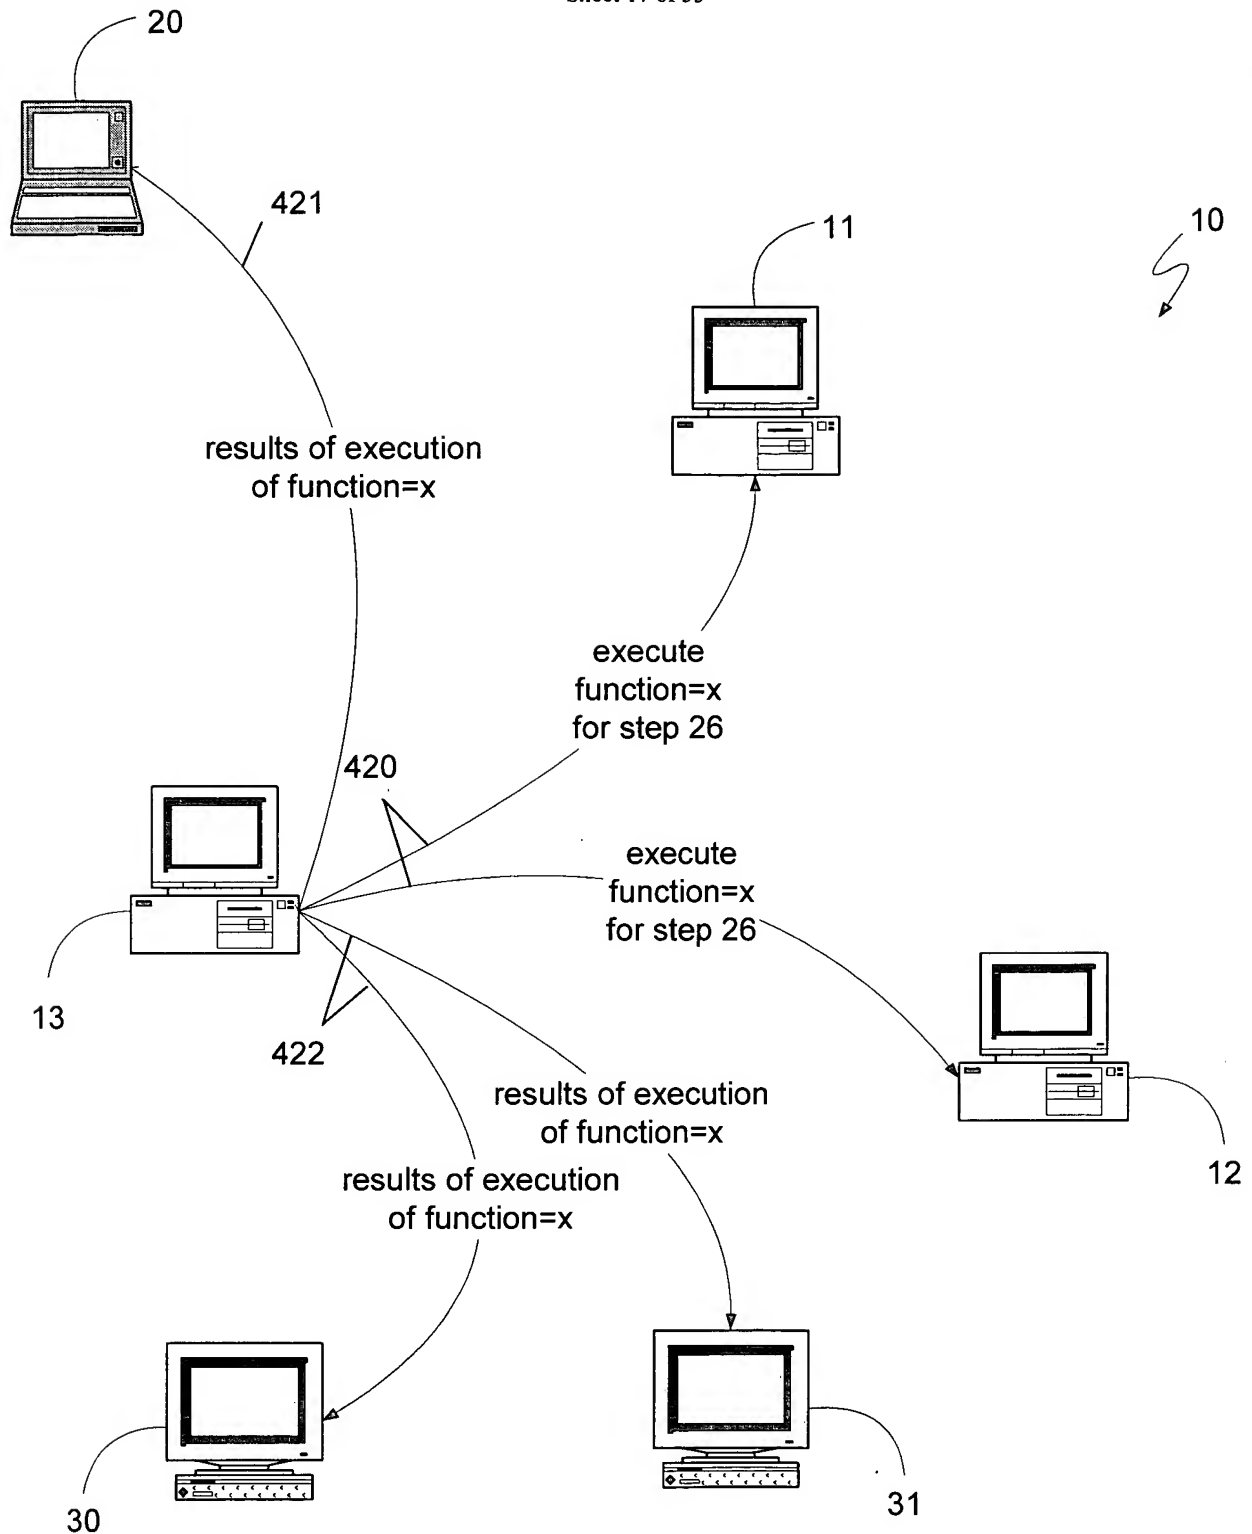 20
421
11
10
results of execution
of function=x
execute
function=x
for step 26
420
execute
function=x
for step 26
13
422
results of execution
of function=x
12
results of execution
of function=x
30
31